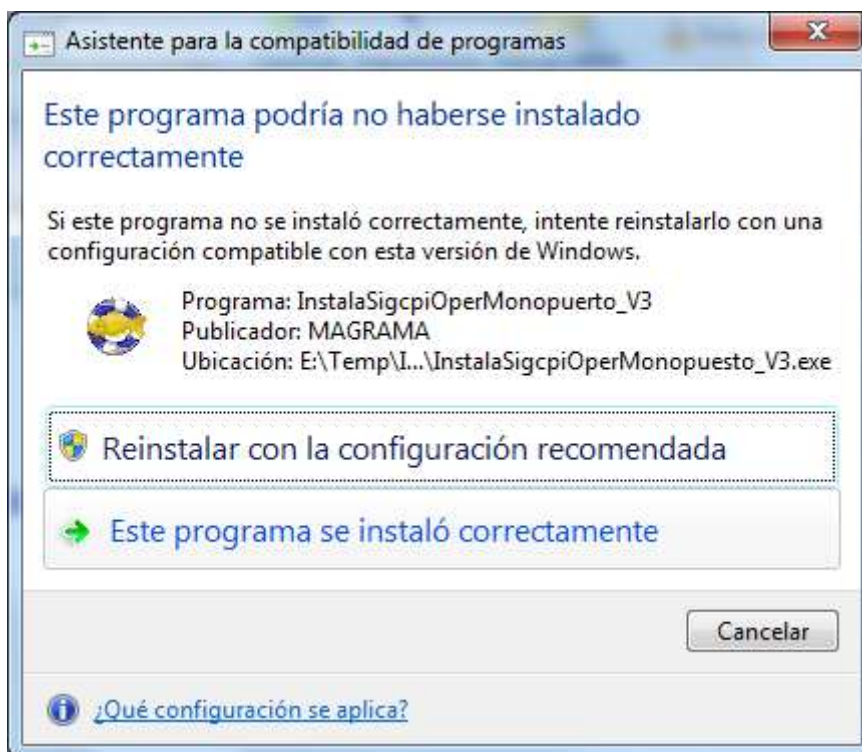 Asistente para la compatibilidad de programas
Este programa podría no haberse instalado
correctamente
Si este programa no se instaló correctamente, intente reinstalarlo con una
configuración compatible con esta versión de Windows.
Programa: InstalaSigcpiOperMonopuerto_V3
Publicador: MAGRAMA
Ubicación: E:\Temp\I...\InstalaSigcpiOperMonopuesto_V3.exe
Reinstalar con la configuración recomendada
Este programa se instaló correctamente
Cancelar
¿Qué configuración se aplica?